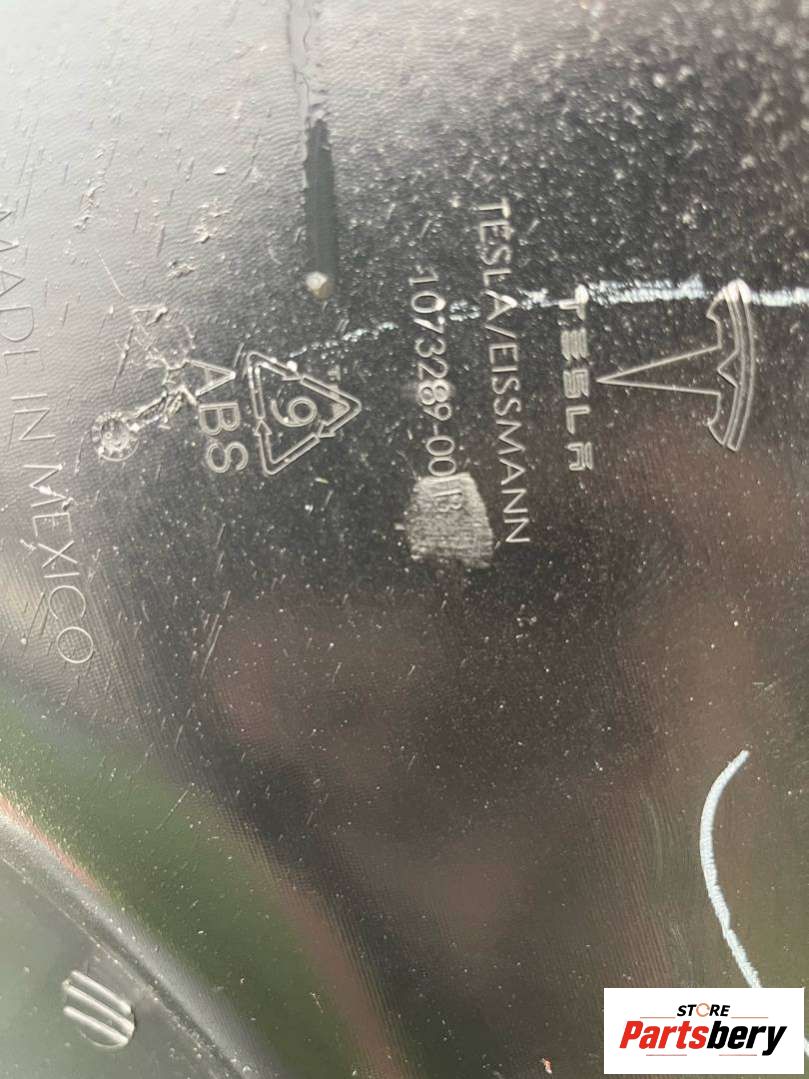 TESLA
TESLA/EISSMANN
1073289-00
9
ABS
MADE IN MEXICO
STORE
Partsbery